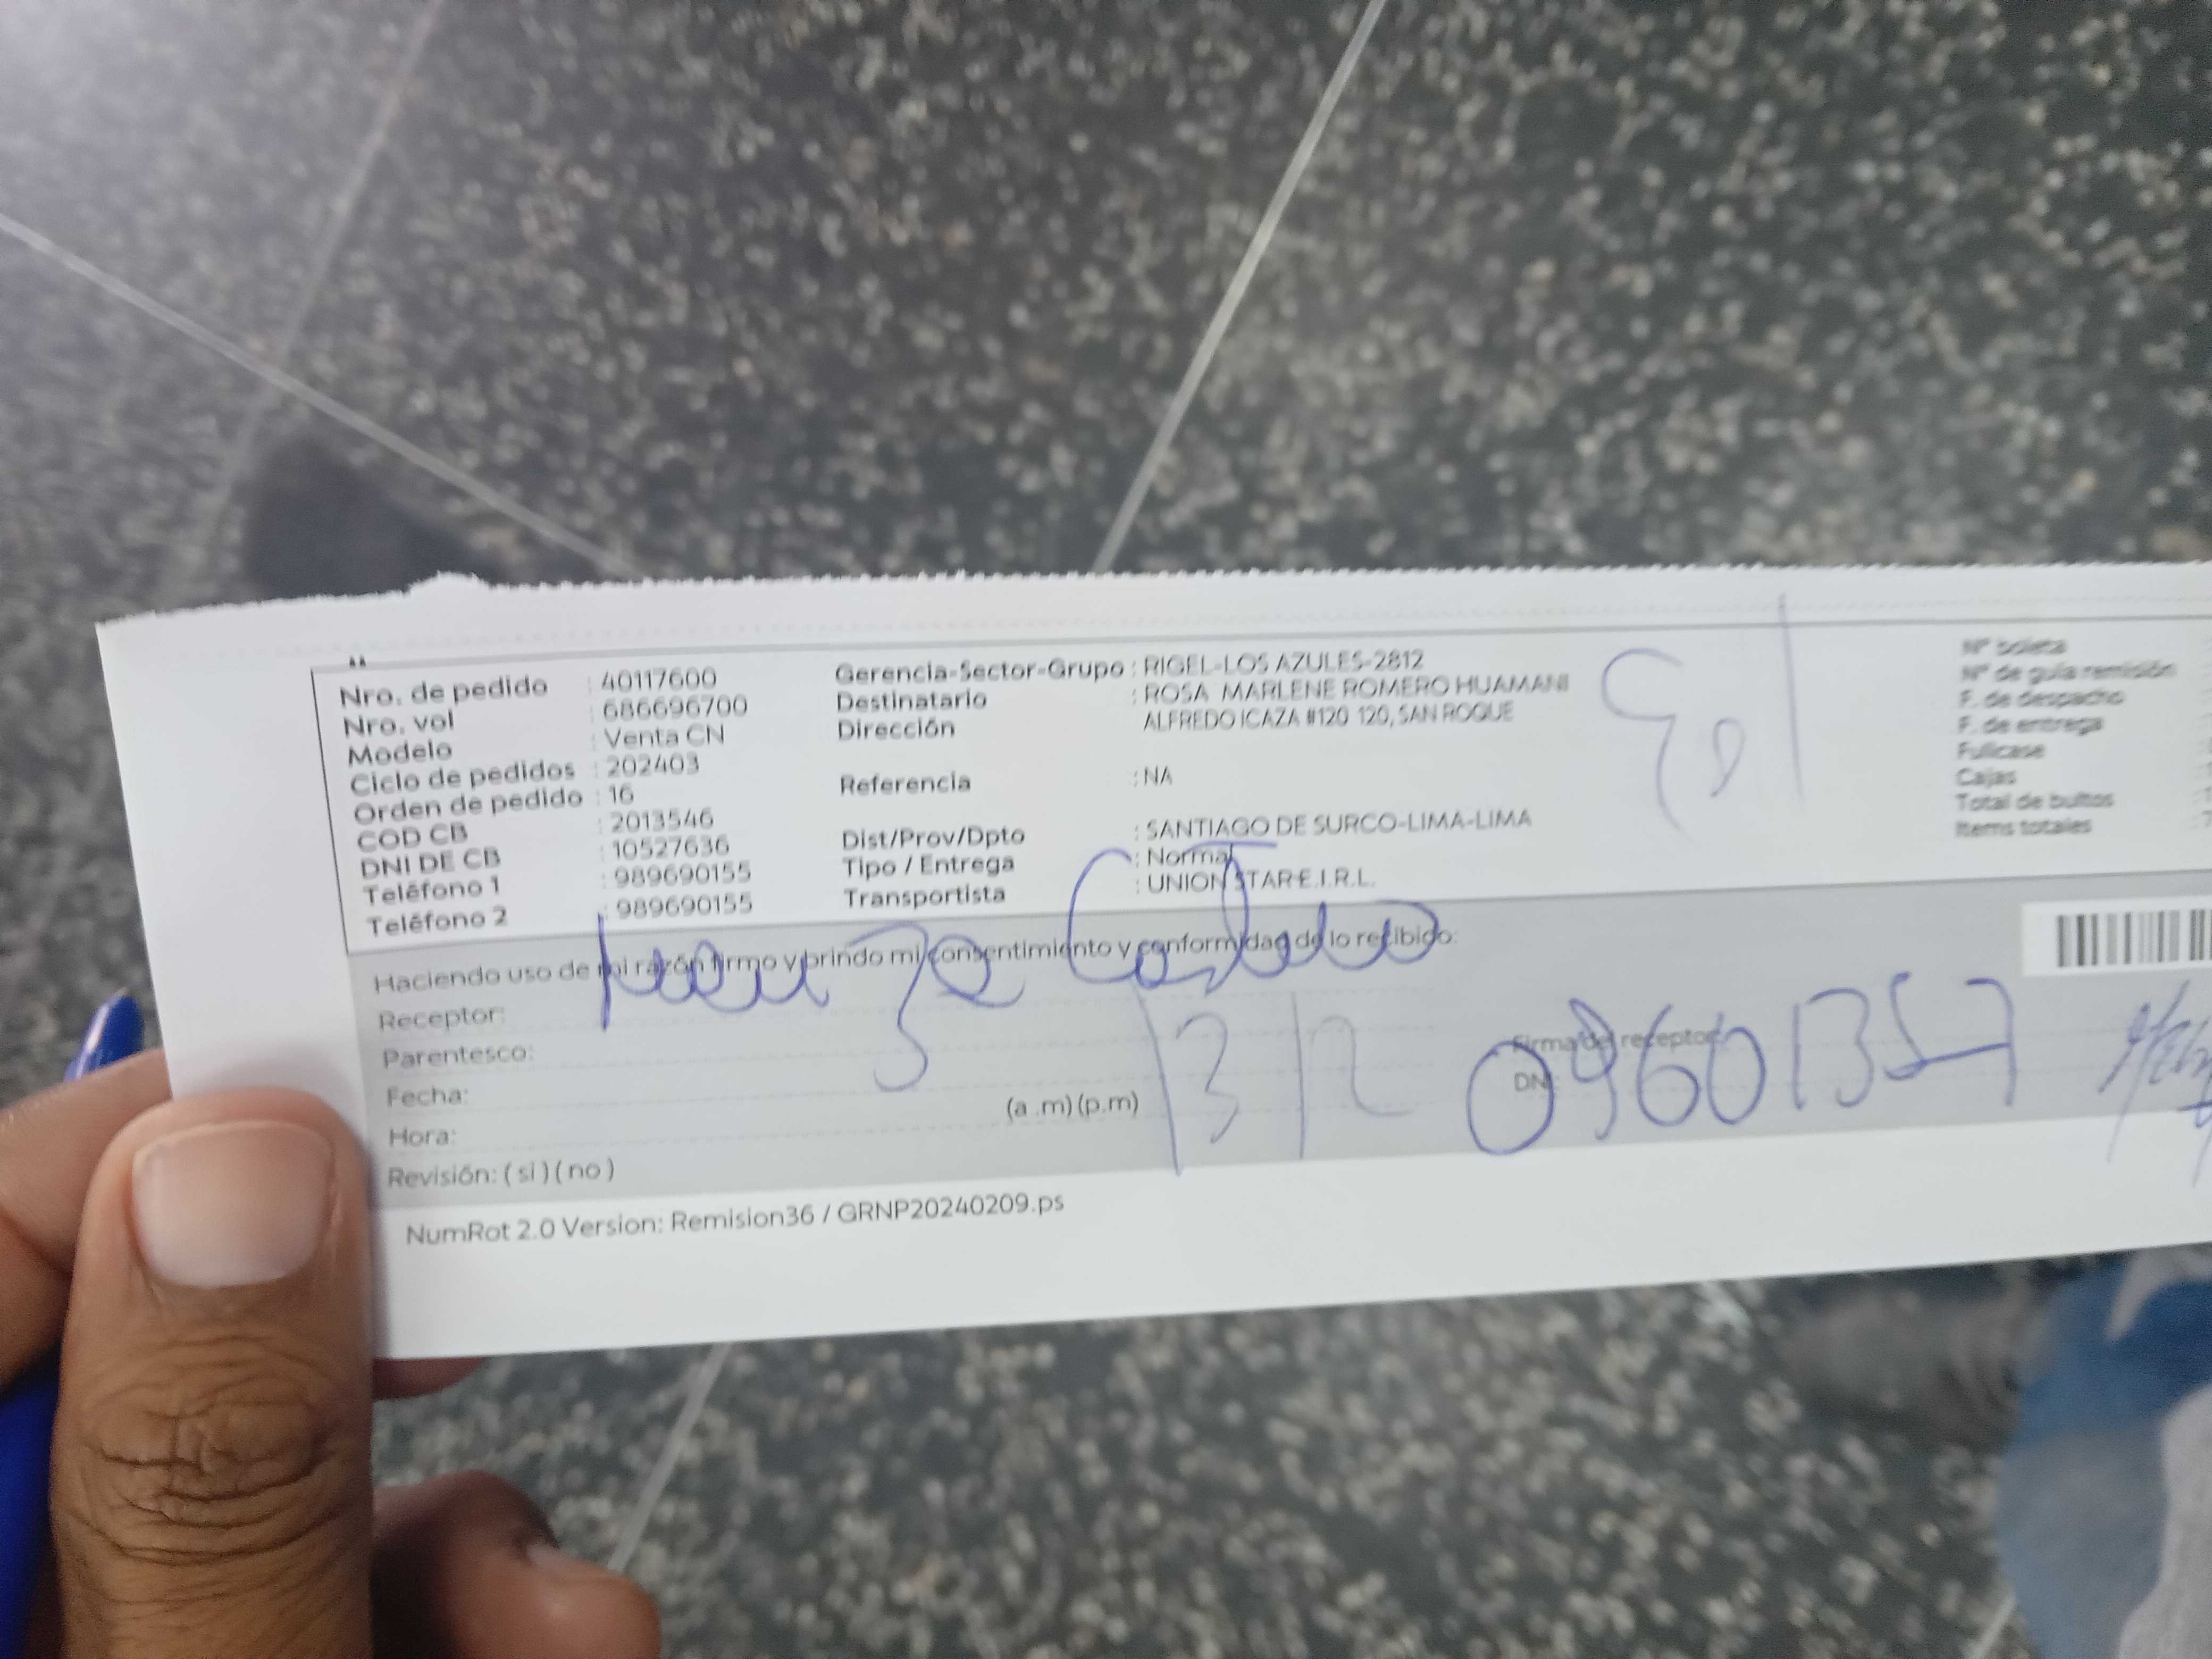 Nro. de pedido : 40117600
Nro. vol : 686696700
Modelo : Venta CN
Ciclo de pedidos : 202403
Orden de pedido : 16
COD CB : 2013546
DNI DE CB : 10527636
Teléfono 1 : 989690155
Teléfono 2 : 989690155
Gerencia-Sector-Grupo : RIGEL-LOS AZULES-2812
Destinatario : ROSA MARLENE ROMERO HUAMANI
Dirección ALFREDO ICAZA #120 120, SAN ROQUE
Referencia : NA
Dist/Prov/Dpto : SANTIAGO DE SURCO-LIMA-LIMA
Tipo / Entrega : Normal
Transportista : UNION STAR E.I.R.L.
Nº boleta
Nº de guía remisión
F. de despacho
F. de entrega
Fullcase
Cajas
Total de bultos
Items totales
Haciendo uso de mi razón firmo y brindo mi consentimiento y conformidad de lo recibido:
Receptor:
Parentesco:
Fecha:
Hora: (a .m) (p.m)
Revisión: ( si ) ( no )
Firma del receptor:
DNI
09601357
NumRot 2.0 Version: Remision36 / GRNP20240209.ps